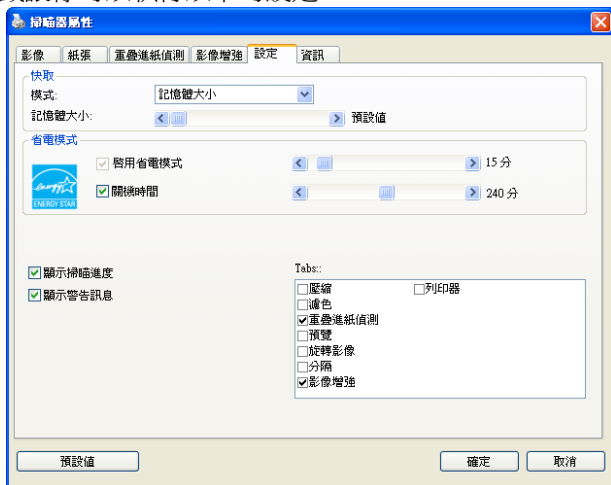 掃瞄器屬性
影像 紙張 重疊進紙偵測 影像增強 設定 資訊
快取
模式: 記憶體大小
記憶體大小: 預設值
省電模式
啟用省電模式 15 分
關機時間 240 分
energy
ENERGY STAR
Tabs::
顯示掃瞄進度
顯示警告訊息
壓縮 列印器
濾色
重疊進紙偵測
預覽
旋轉影像
分隔
影像增強
預設值 確定 取消